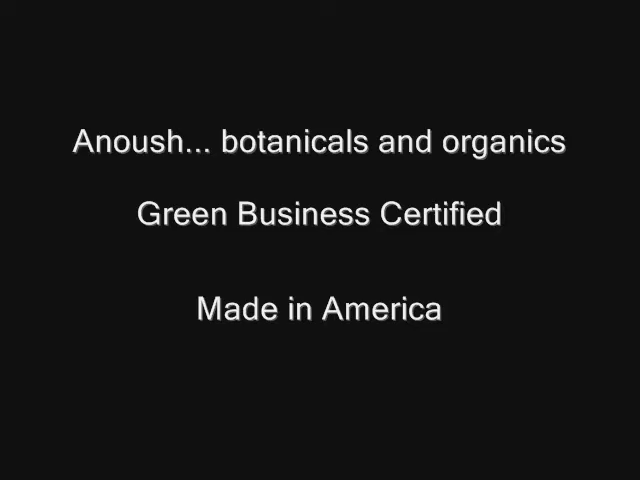 Anoush... botanicals and organics
Green Business Certified
Made in America